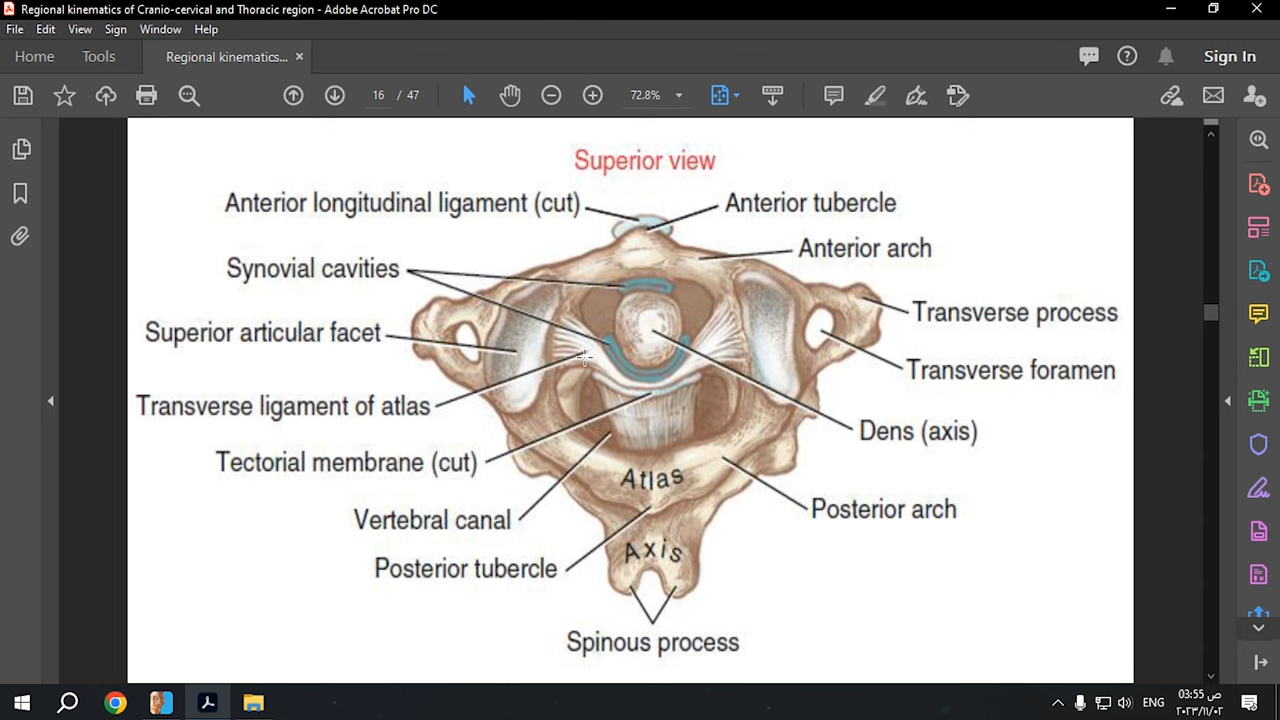 Regional kinematics of Cranio-cervical and Thoracic region - Adobe Acrobat Pro DC
File Edit View Sign Window Help
Home Tools Regional kinematics... × Sign In
16 / 47 72.8%
Superior view
Anterior longitudinal ligament (cut)
Anterior tubercle
Anterior arch
Synovial cavities
Transverse process
Superior articular facet
Transverse foramen
Transverse ligament of atlas
Dens (axis)
Tectorial membrane (cut)
Atlas
Vertebral canal
Posterior arch
Axis
Posterior tubercle
Spinous process
ENG
03:55 ص
٢٠٢٣/١١/٠٢